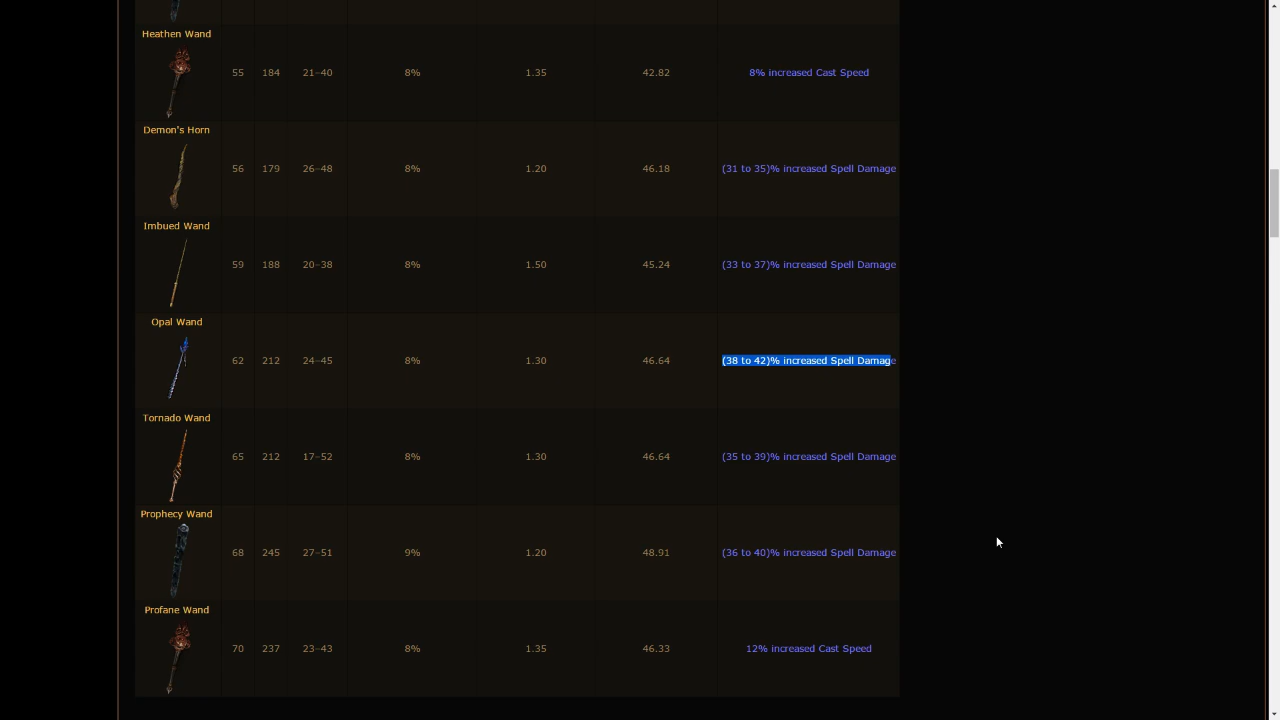 Heathen Wand
55 184 21–40 8% 1.35 42.82 8% increased Cast Speed
Demon's Horn
56 179 26–48 8% 1.20 46.18 (31 to 35)% increased Spell Damage
Imbued Wand
59 188 20–38 8% 1.50 45.24 (33 to 37)% increased Spell Damage
Opal Wand
62 212 24–45 8% 1.30 46.64 (38 to 42)% increased Spell Damage
Tornado Wand
65 212 17–52 8% 1.30 46.64 (35 to 39)% increased Spell Damage
Prophecy Wand
68 245 27–51 9% 1.20 48.91 (36 to 40)% increased Spell Damage
Profane Wand
70 237 23–43 8% 1.35 46.33 12% increased Cast Speed